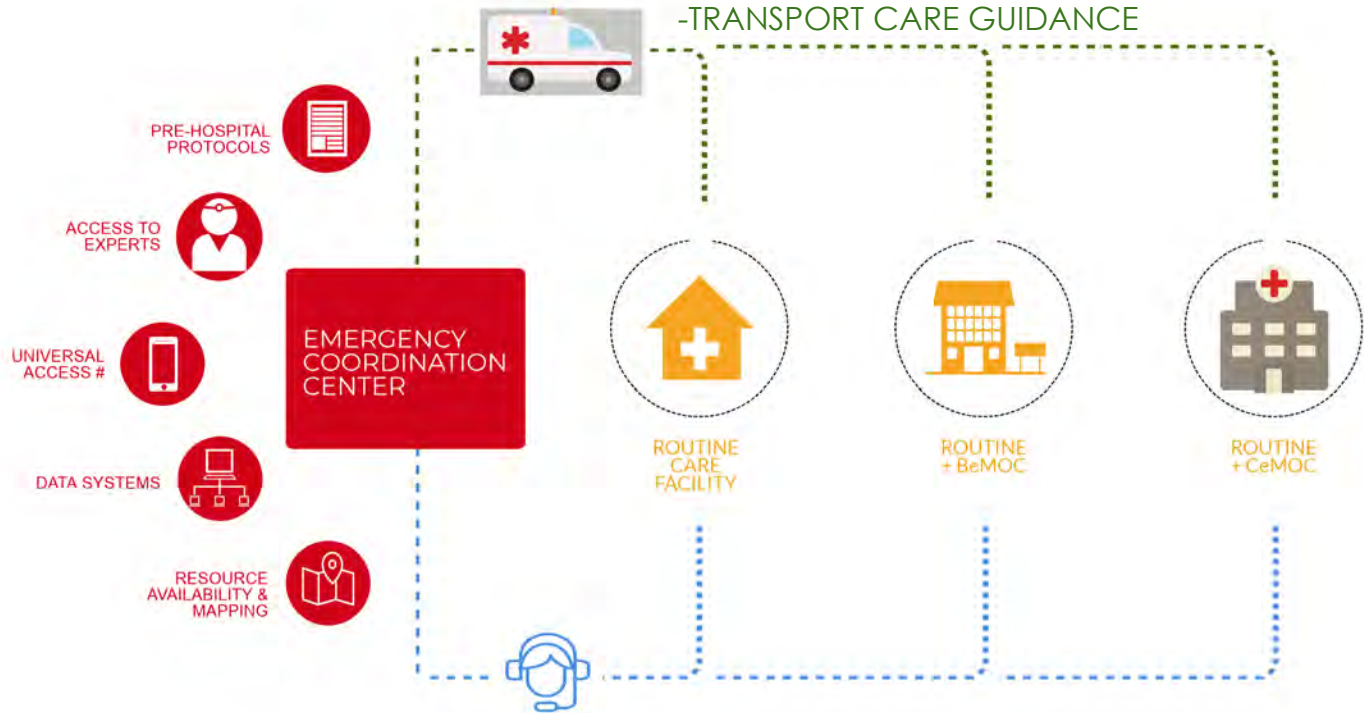 -TRANSPORT CARE GUIDANCE
PRE-HOSPITAL
PROTOCOLS
ACCESS TO
EXPERTS
UNIVERSAL
ACCESS #
DATA SYSTEMS
RESOURCE
AVAILABILITY &
MAPPING
EMERGENCY
COORDINATION
CENTER
ROUTINE
CARE
FACILITY
ROUTINE
+ BeMOC
ROUTINE
+ CeMOC